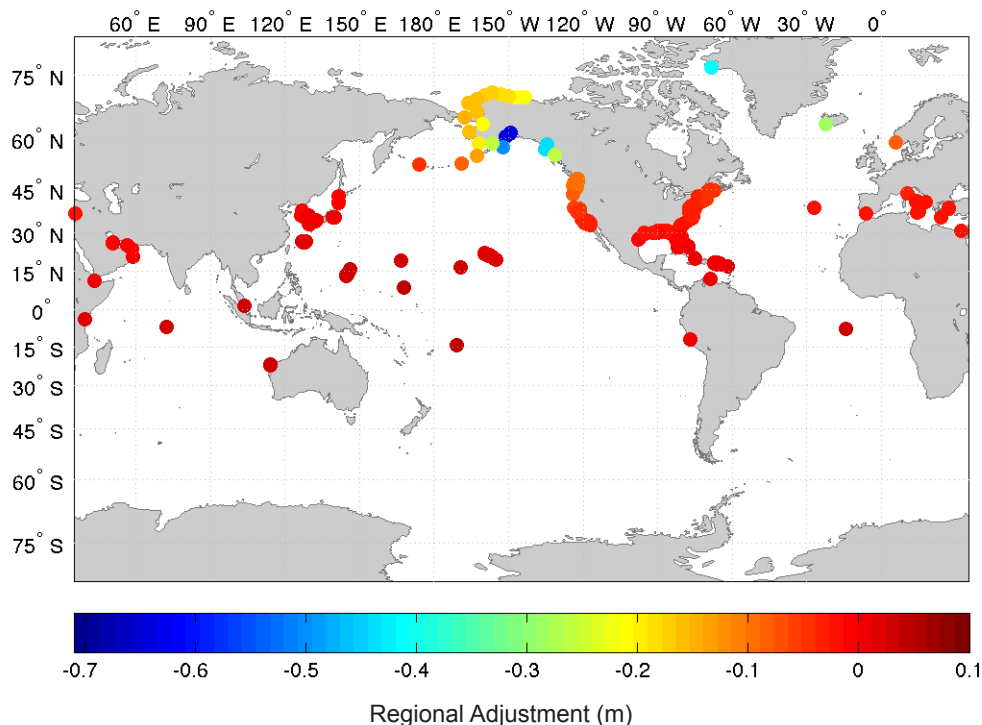 60° E 90° E 120° E 150° E 180° E 150° W 120° W 90° W 60° W 30° W 0°
75° N
60° N
45° N
30° N
15° N
0°
15° S
30° S
45° S
60° S
75° S
-0.7 -0.6 -0.5 -0.4 -0.3 -0.2 -0.1 0 0.1
Regional Adjustment (m)